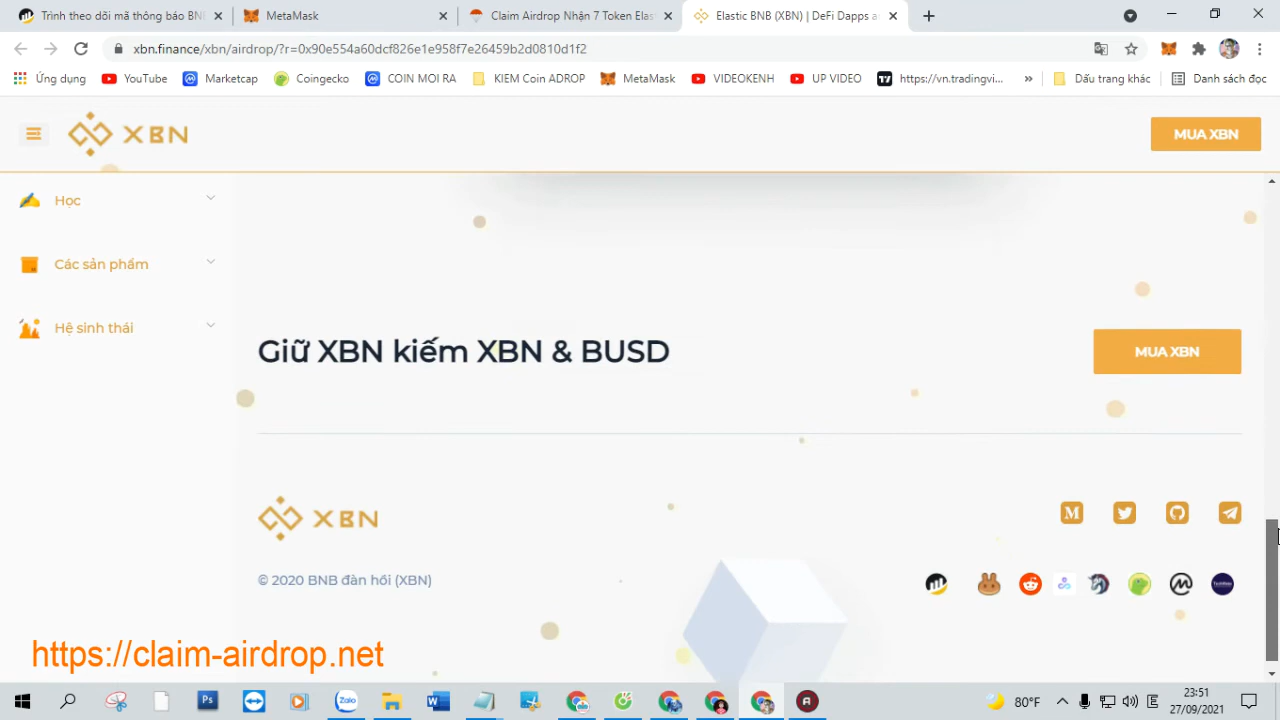 Trình theo dõi mã thông báo BNB
MetaMask
Claim Airdrop Nhận 7 Token Elast
Elastic BNB (XBN) | DeFi Dapps a
xbn.finance/xbn/airdrop/?r=0x90e554a60dcf826e1e958f7e26459b2d0810d1f2
Ứng dụng
YouTube
Marketcap
Coingecko
COIN MOI RA
KIEM Coin ADROP
MetaMask
VIDEOKENH
UP VIDEO
https://vn.tradingvi...
»
Dấu trang khác
Danh sách đọc
XBN
MUA XBN
Học
Các sản phẩm
Hệ sinh thái
Giữ XBN kiếm XBN & BUSD
MUA XBN
XBN
© 2020 BNB đàn hồi (XBN)
https://claim-airdrop.net
80°F
23:51
27/09/2021